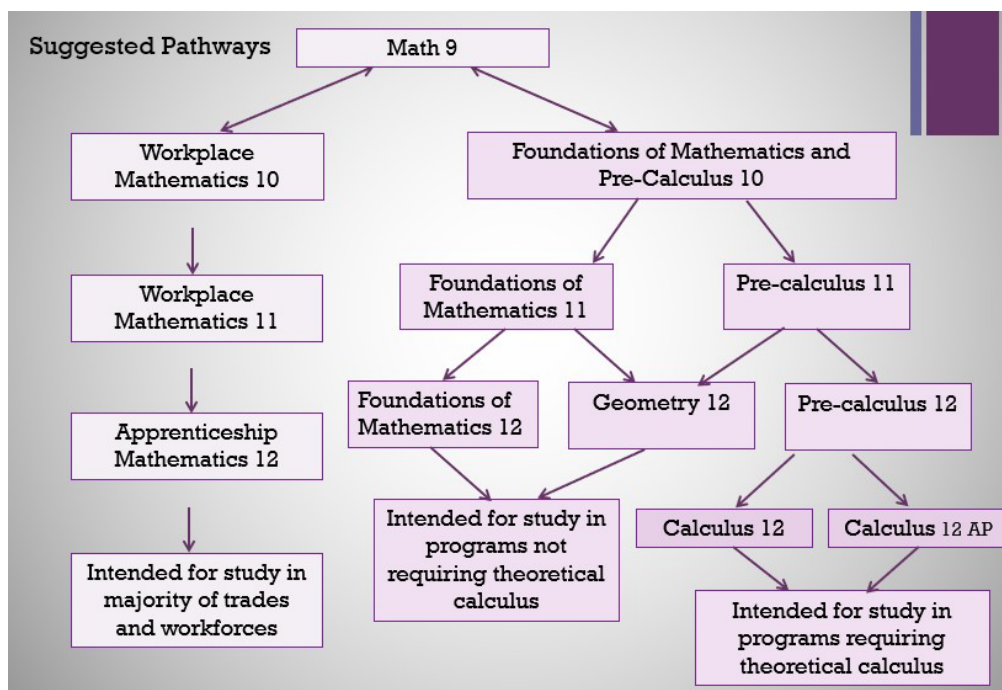 Suggested Pathways
Math 9
Workplace
Mathematics 10
Foundations of Mathematics and
Pre-Calculus 10
Workplace
Mathematics 11
Foundations of
Mathematics 11
Pre-calculus 11
Apprenticeship
Mathematics 12
Foundations of
Mathematics 12
Geometry 12
Pre-calculus 12
Intended for study in
majority of trades
and workforces
Intended for study in
programs not
requiring theoretical
calculus
Calculus 12
Calculus 12 AP
Intended for study in
programs requiring
theoretical calculus